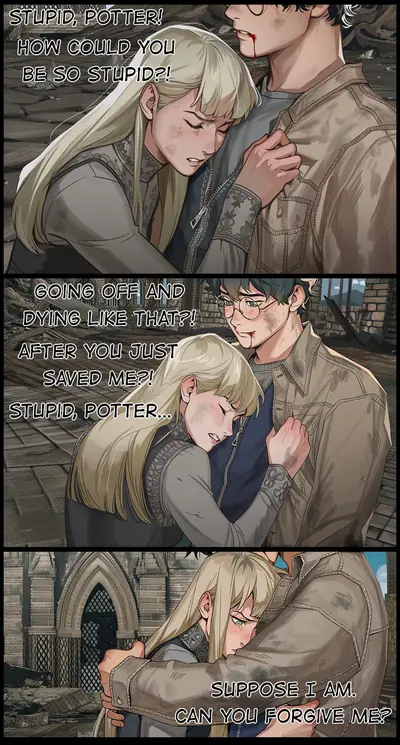 STUPID, POTTER!
HOW COULD YOU
BE SO STUPID?!
GOING OFF AND
DYING LIKE THAT?!
AFTER YOU JUST
SAVED ME?!
STUPID, POTTER...
SUPPOSE I AM.
CAN YOU FORGIVE ME?